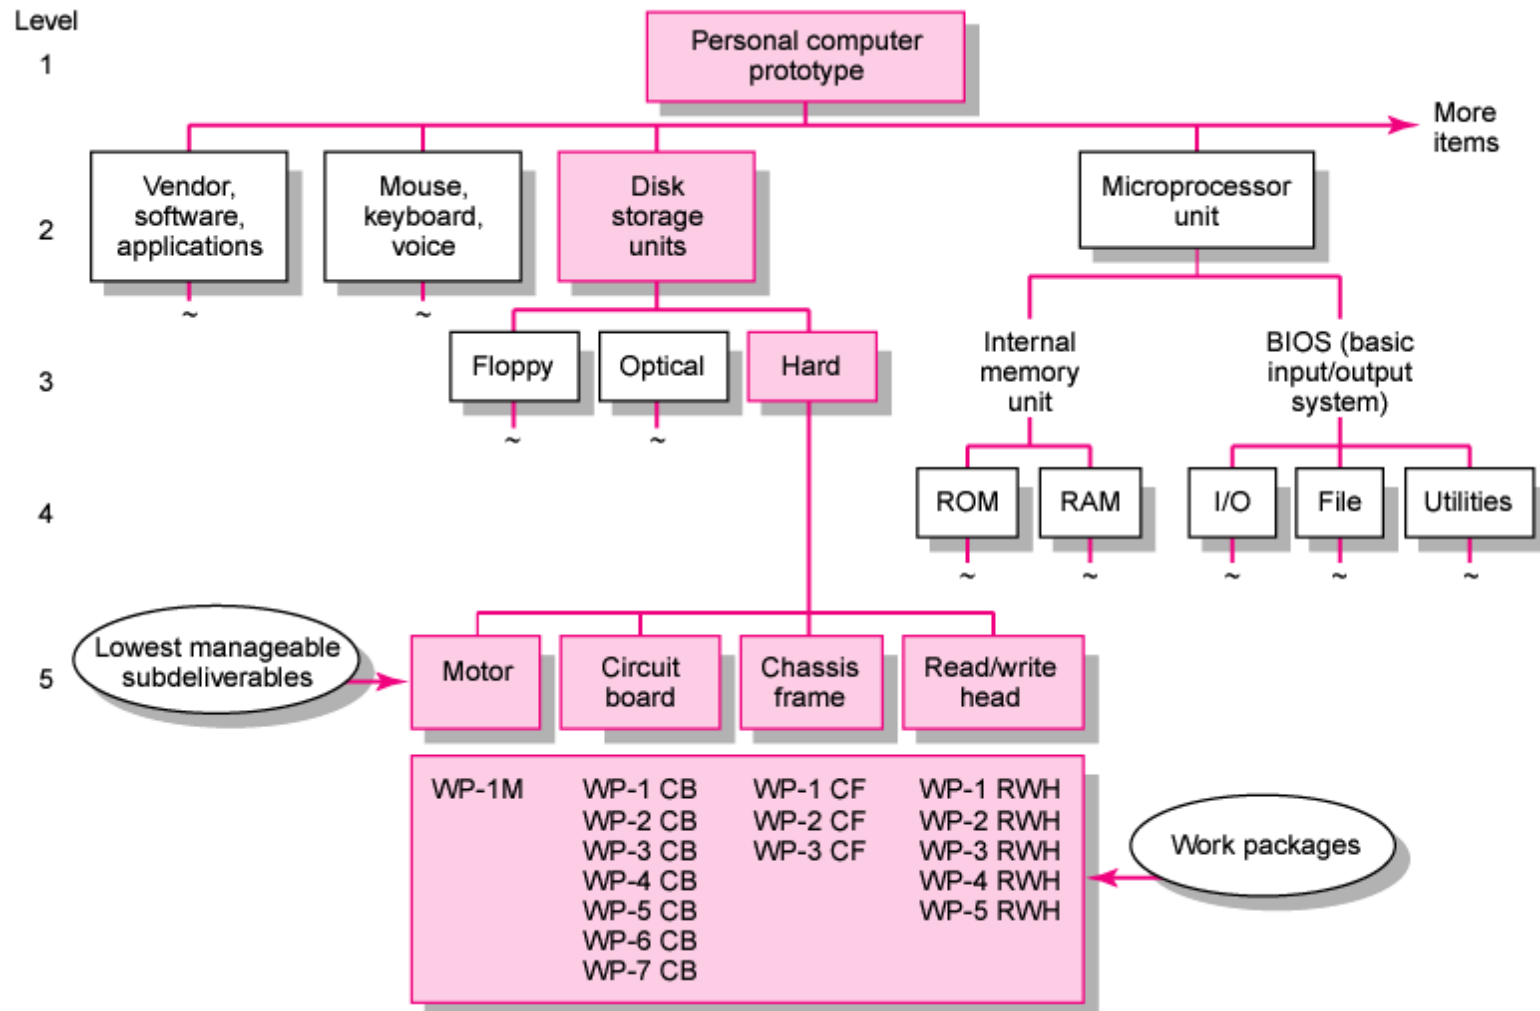 Level
1
Personal computer
prototype
More
items
2
Vendor,
software,
applications
Mouse,
keyboard,
voice
Disk
storage
units
Microprocessor
unit
~
~
3
Floppy
Optical
Hard
Internal
memory
unit
BIOS (basic
input/output
system)
~
~
4
ROM
RAM
I/O
File
Utilities
~
~
~
~
~
Lowest manageable
subdeliverables
5
Motor
Circuit
board
Chassis
frame
Read/write
head
WP-1M
WP-1 CB
WP-2 CB
WP-3 CB
WP-4 CB
WP-5 CB
WP-6 CB
WP-7 CB
WP-1 CF
WP-2 CF
WP-3 CF
WP-1 RWH
WP-2 RWH
WP-3 RWH
WP-4 RWH
WP-5 RWH
Work packages